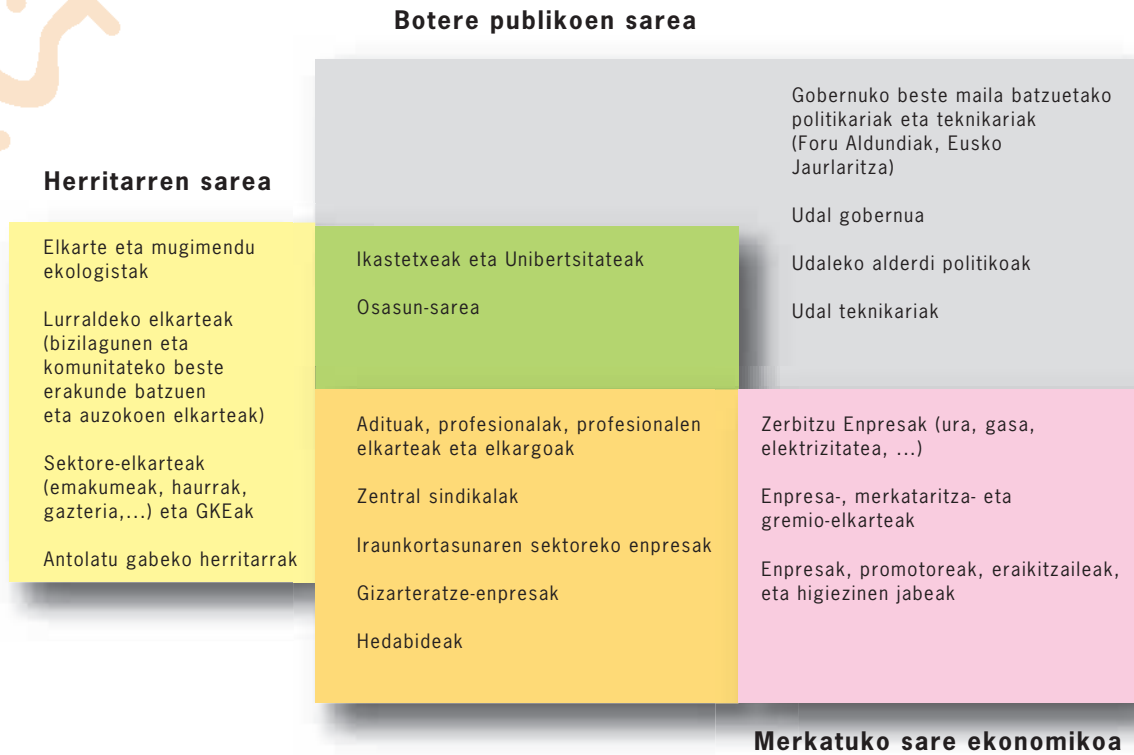 Botere publikoen sarea
Gobernuko beste maila batzuetako
politikariak eta teknikariak
(Foru Aldundiak, Eusko
Jaurlaritza)
Udal gobernua
Udaleko alderdi politikoak
Udal teknikariak
Herritarren sarea
Elkarte eta mugimendu
ekologistak
Lurraldeko elkarteak
(bizilagunen eta
komunitateko beste
erakunde batzuen
eta auzokoen elkarteak)
Sektore-elkarteak
(emakumeak, haurrak,
gazteria,...) eta GKEak
Antolatu gabeko herritarrak
Ikastetxeak eta Unibertsitateak
Osasun-sarea
Adituak, profesionalak, profesionalen
elkarteak eta elkargoak
Zentral sindikalak
Iraunkortasunaren sektoreko enpresak
Gizarteratze-enpresak
Hedabideak
Zerbitzu Enpresak (ura, gasa,
elektrizitatea, ...)
Enpresa-, merkataritza- eta
gremio-elkarteak
Enpresak, promotoreak, eraikitzaileak,
eta higiezinen jabeak
Merkatuko sare ekonomikoa